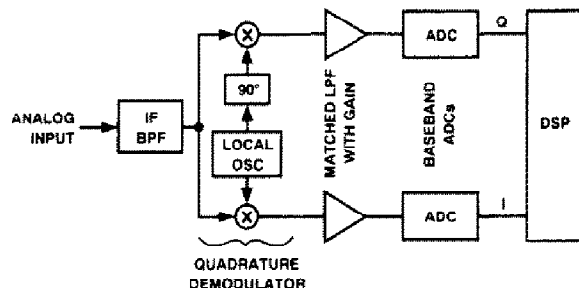 ANALOG
INPUT
IF
BPF
X
90°
LOCAL
OSC
X
QUADRATURE
DEMODULATOR
MATCHED LPF
WITH GAIN
ADC
BASEBAND
ADCs
ADC
Q
I
DSP